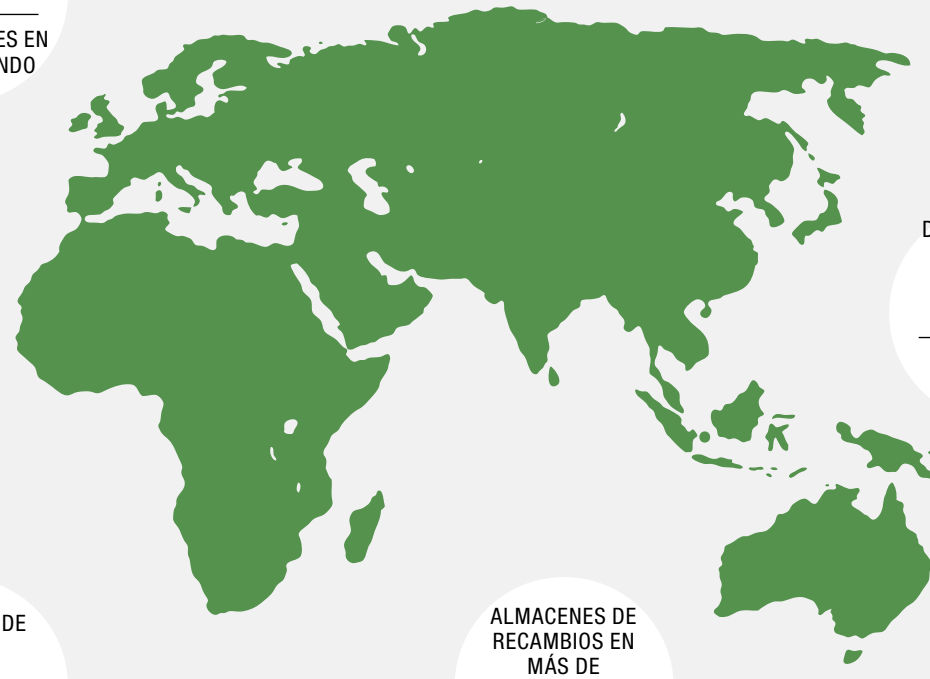 ES EN
NDO
D
DE
ALMACENES DE
RECAMBIOS EN
MÁS DE